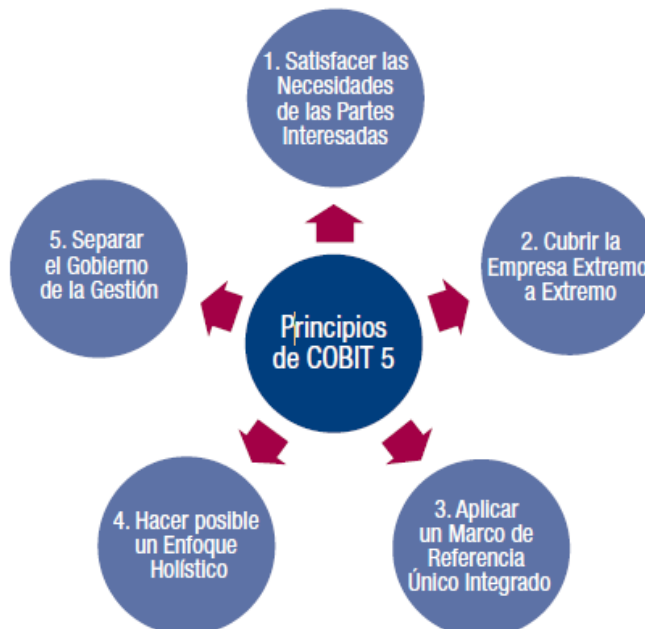 1. Satisfacer las
Necesidades
de las Partes
Interesadas
5. Separar
el Gobierno
de la Gestión
2. Cubrir la
Empresa Extremo
a Extremo
Principios
de COBIT 5
4. Hacer posible
un Enfoque
Holístico
3. Aplicar
un Marco de
Referencia
Único Integrado